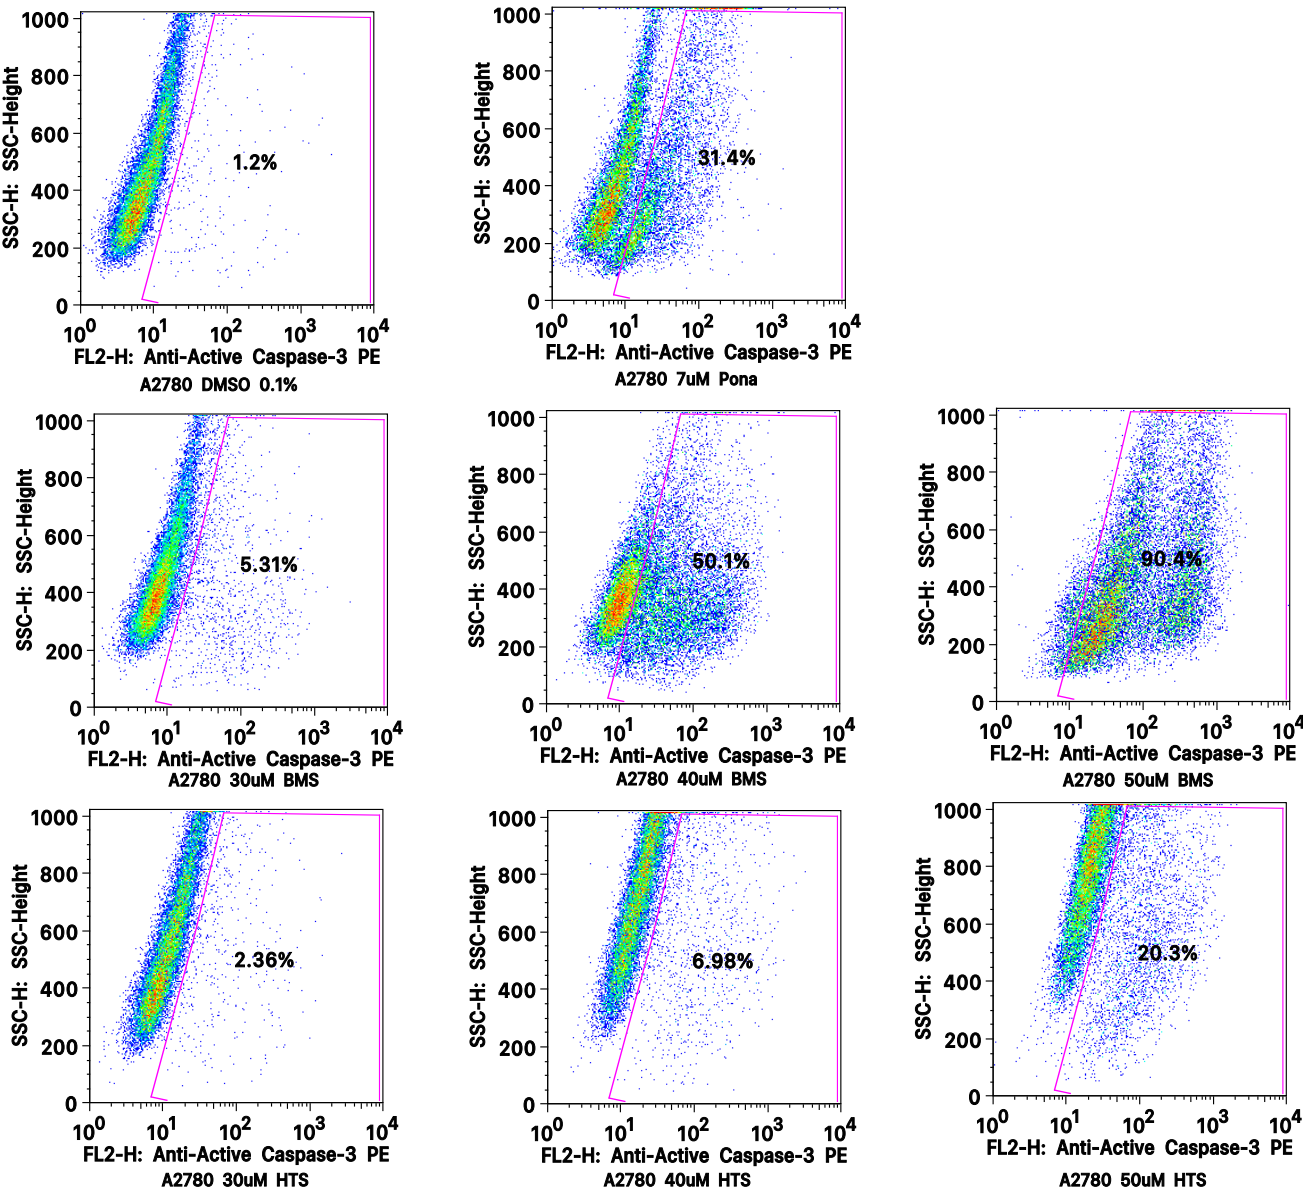 1000
800
600
400
200
0
SSC-H: SSC-Height
1.2%
10^0 10^1 10^2 10^3 10^4
FL2-H: Anti-Active Caspase-3 PE
A2780 DMSO 0.1%
1000
800
600
400
200
0
SSC-H: SSC-Height
31.4%
10^0 10^1 10^2 10^3 10^4
FL2-H: Anti-Active Caspase-3 PE
A2780 7uM Pona
1000
800
600
400
200
0
SSC-H: SSC-Height
5.31%
10^0 10^1 10^2 10^3 10^4
FL2-H: Anti-Active Caspase-3 PE
A2780 30uM BMS
1000
800
600
400
200
0
SSC-H: SSC-Height
50.1%
10^0 10^1 10^2 10^3 10^4
FL2-H: Anti-Active Caspase-3 PE
A2780 40uM BMS
1000
800
600
400
200
0
SSC-H: SSC-Height
90.4%
10^0 10^1 10^2 10^3 10^4
FL2-H: Anti-Active Caspase-3 PE
A2780 50uM BMS
1000
800
600
400
200
0
SSC-H: SSC-Height
2.36%
10^0 10^1 10^2 10^3 10^4
FL2-H: Anti-Active Caspase-3 PE
A2780 30uM HTS
1000
800
600
400
200
0
SSC-H: SSC-Height
6.98%
10^0 10^1 10^2 10^3 10^4
FL2-H: Anti-Active Caspase-3 PE
A2780 40uM HTS
1000
800
600
400
200
0
SSC-H: SSC-Height
20.3%
10^0 10^1 10^2 10^3 10^4
FL2-H: Anti-Active Caspase-3 PE
A2780 50uM HTS